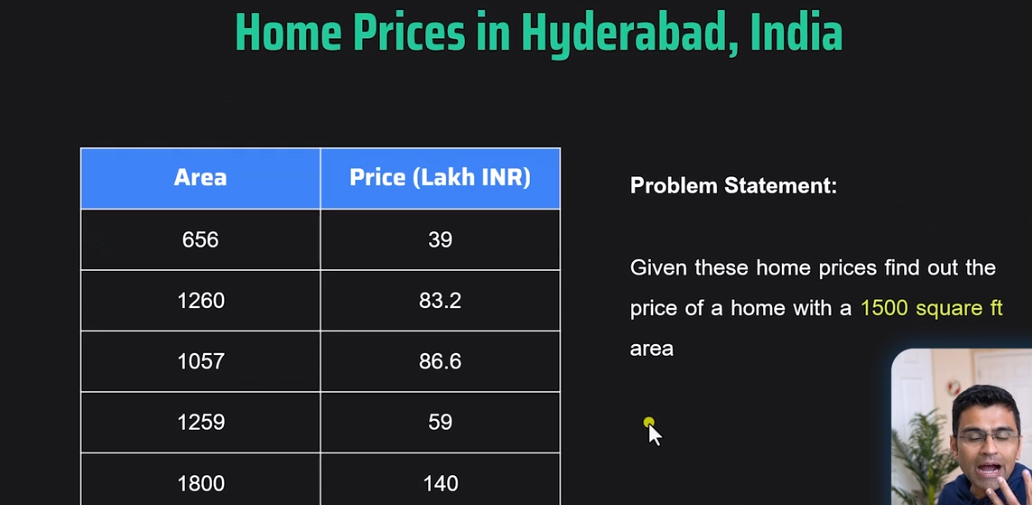 Home Prices in Hyderabad, India
Area Price (Lakh INR)
656 39
1260 83.2
1057 86.6
1259 59
1800 140
Problem Statement:
Given these home prices find out the
price of a home with a 1500 square ft
area